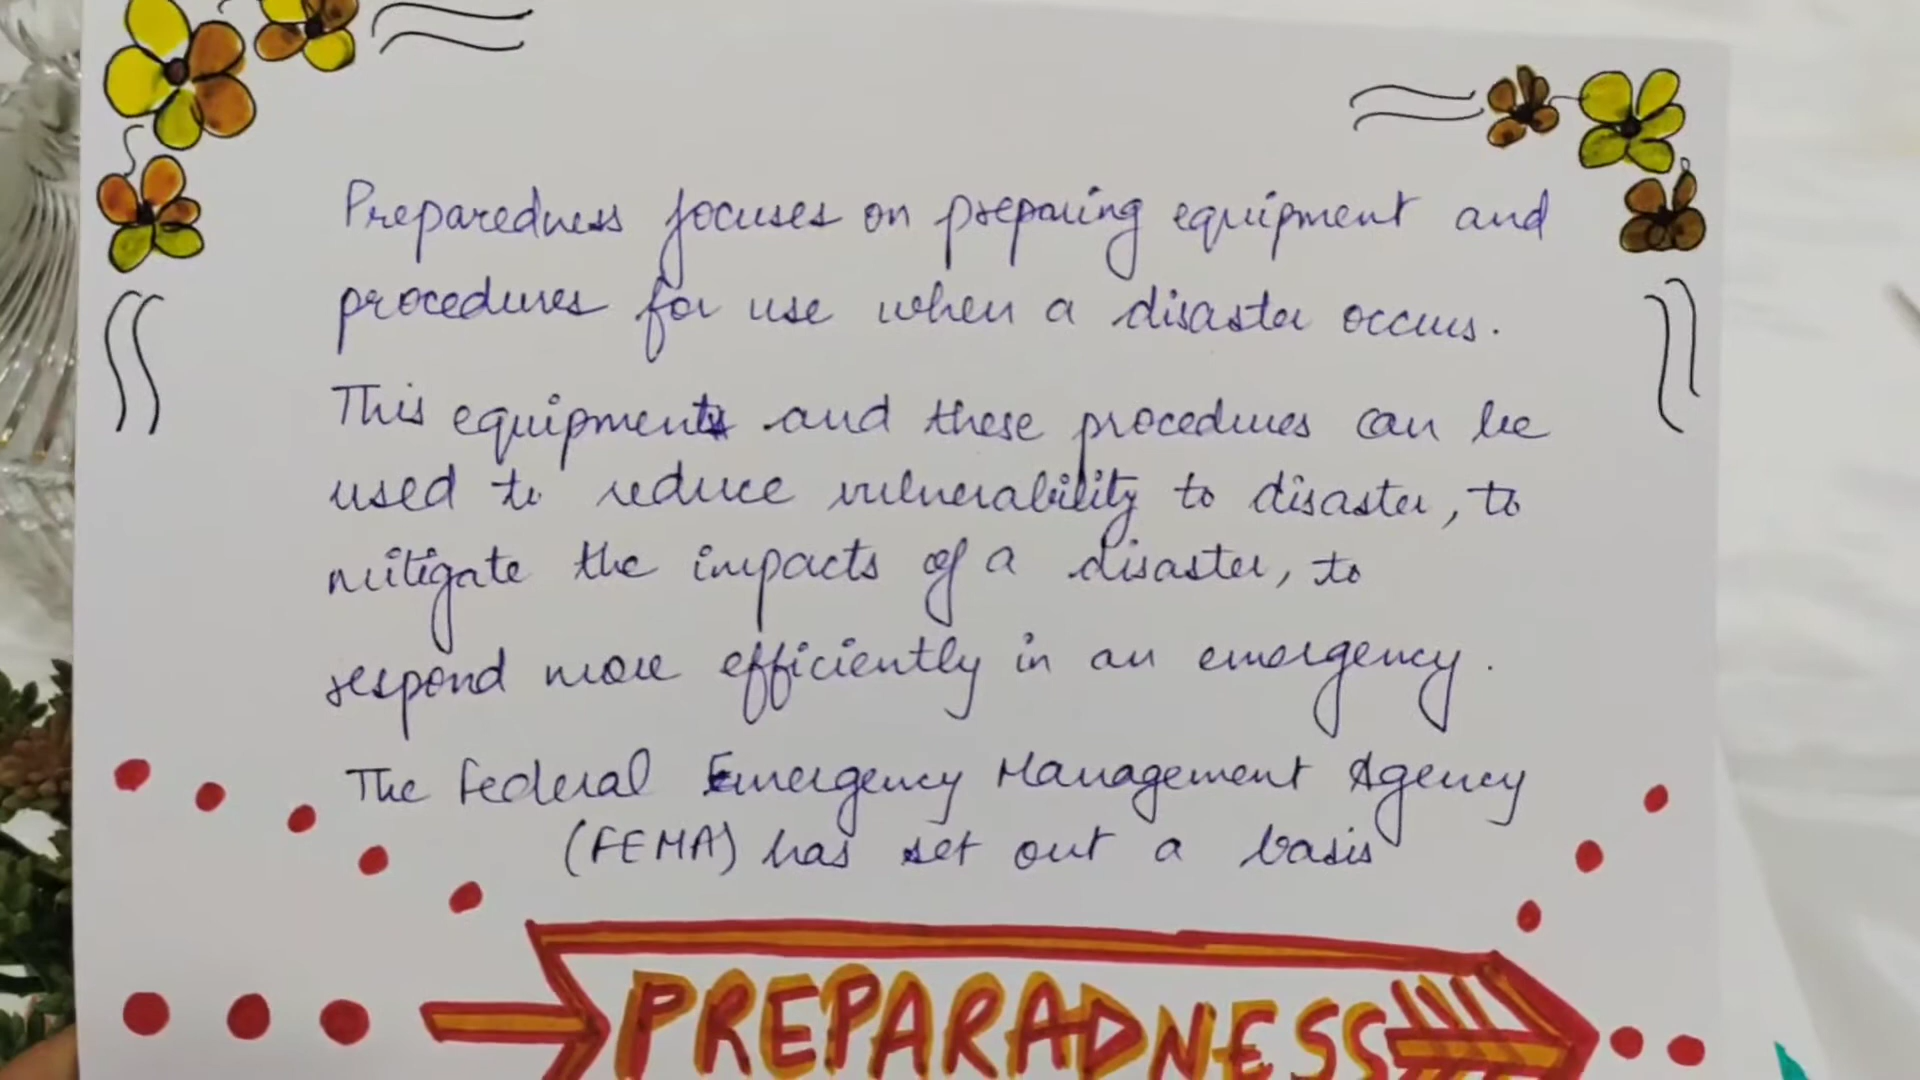 Preparedness focuses on preparing equipment and
procedures for use when a disaster occurs.
This equipments and these procedures can be
used to reduce vulnerability to disaster, to
mitigate the impacts of a disaster, to
respond more efficiently in an emergency.
The Federal Emergency Management Agency
(FEMA) has set out a basis
PREPARADNESS